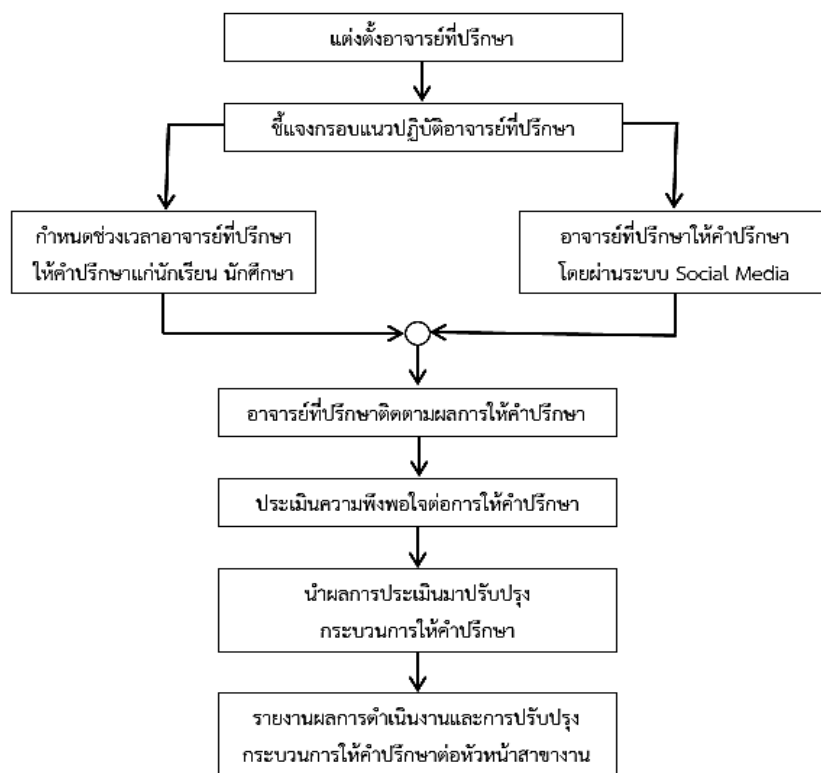 แต่งตั้งอาจารย์ที่ปรึกษา
ชี้แจงกรอบแนวปฏิบัติอาจารย์ที่ปรึกษา
กำหนดช่วงเวลาอาจารย์ที่ปรึกษา
ให้คำปรึกษาแก่นักเรียน นักศึกษา
อาจารย์ที่ปรึกษาให้คำปรึกษา
โดยผ่านระบบ Social Media
อาจารย์ที่ปรึกษาติดตามผลการให้คำปรึกษา
ประเมินความพึงพอใจต่อการให้คำปรึกษา
นำผลการประเมินมาปรับปรุง
กระบวนการให้คำปรึกษา
รายงานผลการดำเนินงานและการปรับปรุง
กระบวนการให้คำปรึกษาต่อหัวหน้าสาขางาน